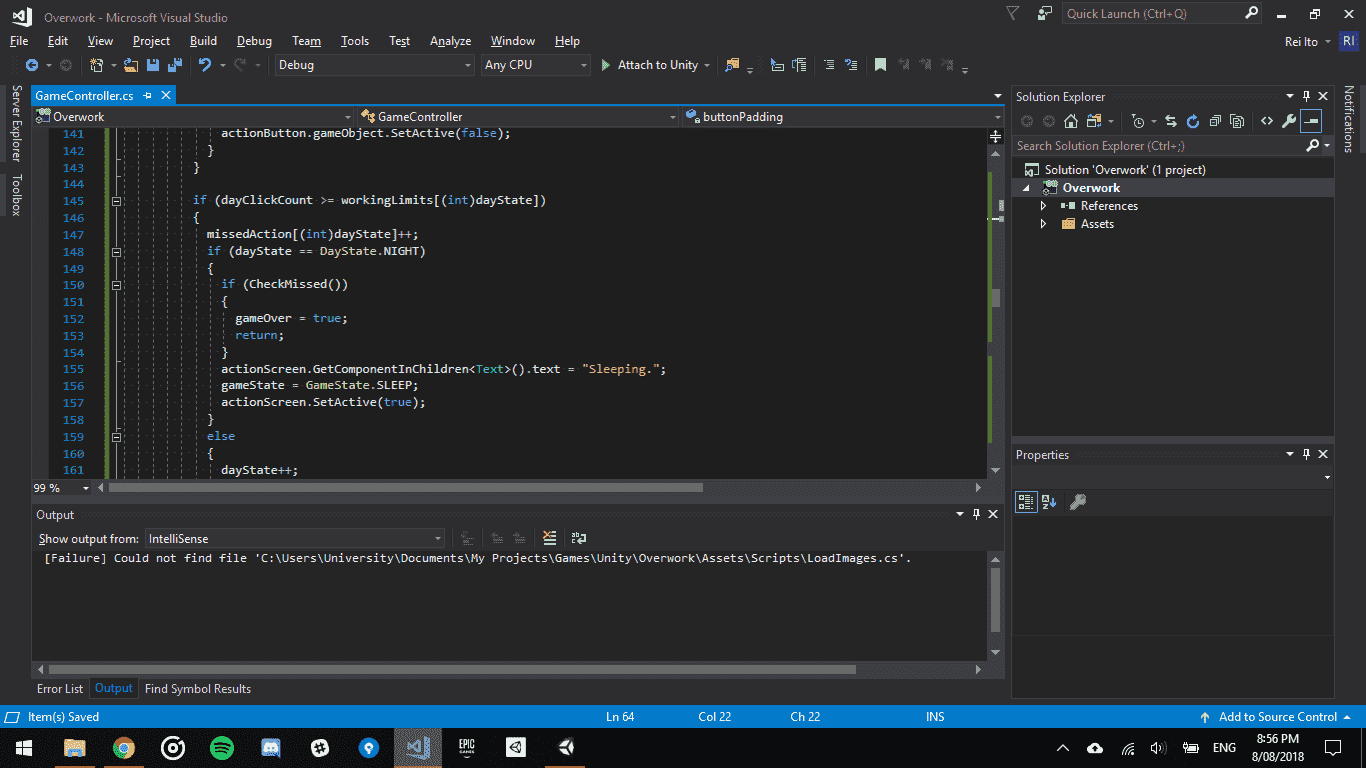 Overwork - Microsoft Visual Studio
Quick Launch (Ctrl+Q)
File Edit View Project Build Debug Team Tools Test Analyze Window Help
Rei Ito RI
Debug Any CPU Attach to Unity
Server Explorer
Toolbox
GameController.cs
Overwork GameController buttonPadding
141 actionButton.gameObject.SetActive(false);
142 }
143 }
144
145 if (dayClickCount >= workingLimits[(int)dayState])
146 {
147 missedAction[(int)dayState]++;
148 if (dayState == DayState.NIGHT)
149 {
150 if (CheckMissed())
151 {
152 gameOver = true;
153 return;
154 }
155 actionScreen.GetComponentInChildren<Text>().text = "Sleeping.";
156 gameState = GameState.SLEEP;
157 actionScreen.SetActive(true);
158 }
159 else
160 {
161 dayState++;
99 %
Output
Show output from: IntelliSense
[Failure] Could not find file 'C:\Users\University\Documents\My Projects\Games\Unity\Overwork\Assets\Scripts\LoadImages.cs'.
Error List Output Find Symbol Results
Solution Explorer
Search Solution Explorer (Ctrl+;)
Solution 'Overwork' (1 project)
Overwork
References
Assets
Properties
Notifications
Item(s) Saved Ln 64 Col 22 Ch 22 INS Add to Source Control
EPIC
GAMES
ENG
8:56 PM
8/08/2018